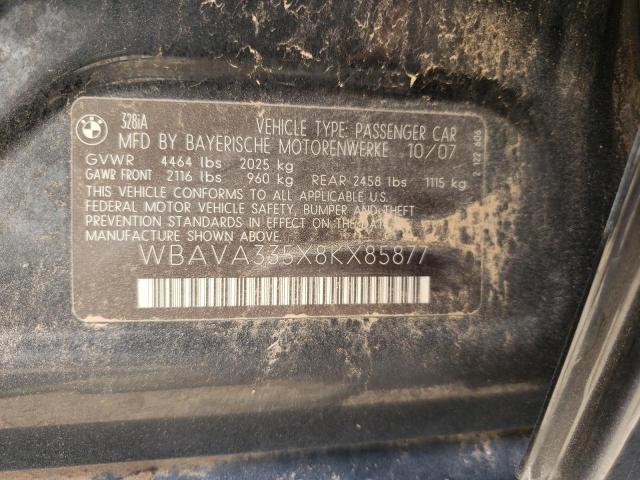 BMW
328iA
VEHICLE TYPE: PASSENGER CAR
MFD BY BAYERISCHE MOTORENWERKE 10/07
GVWR 4464 lbs 2025 kg
GAWR FRONT 2116 lbs 960 kg REAR 2458 lbs 1115 kg
THIS VEHICLE CONFORMS TO ALL APPLICABLE
FEDERAL MOTOR VEHICLE SAFETY, BUMPER AND THEFT
PREVENTION STANDARDS IN EFFECT ON THE DATE
OF MANUFACTURE SHOWN ABOVE.
WBAVA335X8KX85877